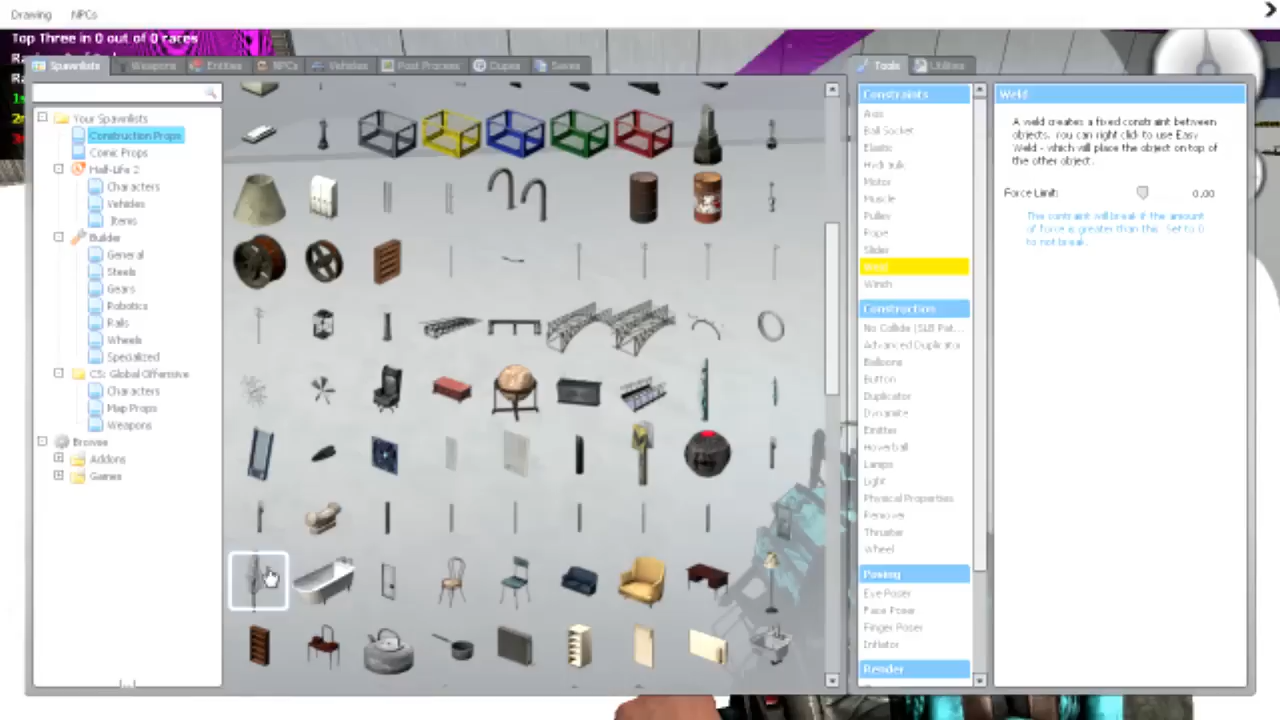 Drawing NPCs
Top Three in 0 out of 0 races
Spawnlists Weapons Entities NPCs Vehicles Post Process Dupes Saves
Tools Utilities
Your Spawnlists
Construction Props
Comic Props
Half-Life 2
Characters
Vehicles
Items
Builder
General
Steels
Gears
Robotics
Rails
Wheels
Specialized
CS: Global Offensive
Characters
Map Props
Weapons
Browse
Addons
Games
Constraints
Axis
Ball Socket
Elastic
Hydraulic
Motor
Muscle
Pulley
Rope
Slider
Weld
Winch
Construction
No Collide (SLB Pat...
Advanced Duplicator
Balloons
Button
Duplicator
Dynamite
Emitter
Hoverball
Lamps
Light
Physical Properties
Remover
Thruster
Wheel
Posing
Eye Poser
Face Poser
Finger Poser
Inflator
Render
Weld
A weld creates a fixed constraint between
objects. You can right click to use Easy
Weld - which will place the object on top of
the other object.
Force Limit: 0.00
The constraint will break if the amount
of force is greater than this. Set to 0
to not break.